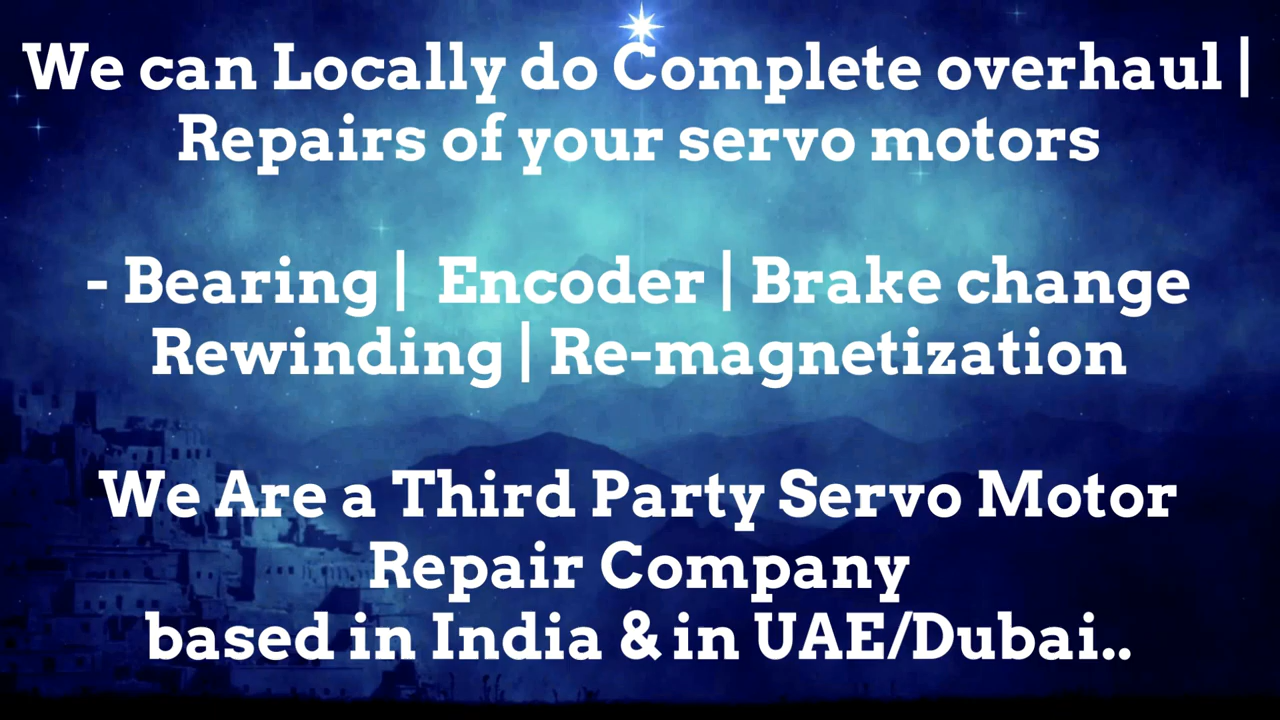 We can Locally do Complete overhaul |
Repairs of your servo motors
- Bearing |  Encoder | Brake change
Rewinding | Re-magnetization
We Are a Third Party Servo Motor
Repair Company
based in India & in UAE/Dubai..